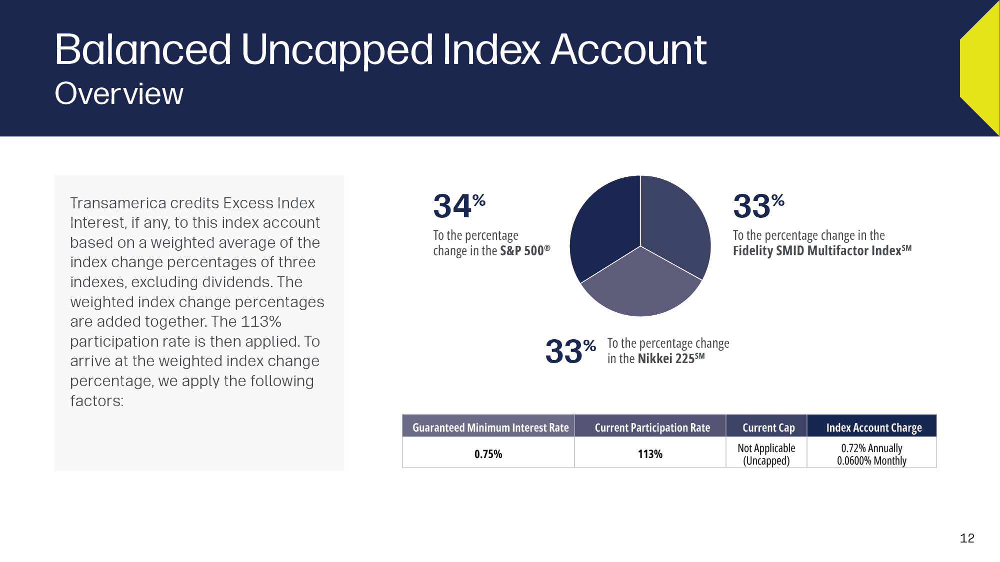 Balanced Uncapped Index Account
Overview
Transamerica credits Excess Index
Interest, if any, to this index account
based on a weighted average of the
index change percentages of three
indexes, excluding dividends. The
weighted index change percentages
are added together. The 113%
participation rate is then applied. To
arrive at the weighted index change
percentage, we apply the following
factors:
34%
To the percentage
change in the S&P 500®
33%
To the percentage change in the
Fidelity SMID Multifactor Index℠
33%
To the percentage change
in the Nikkei 225℠
Guaranteed Minimum Interest Rate
Current Participation Rate
Current Cap
Index Account Charge
0.75%
113%
Not Applicable
(Uncapped)
0.72% Annually
0.0600% Monthly
12